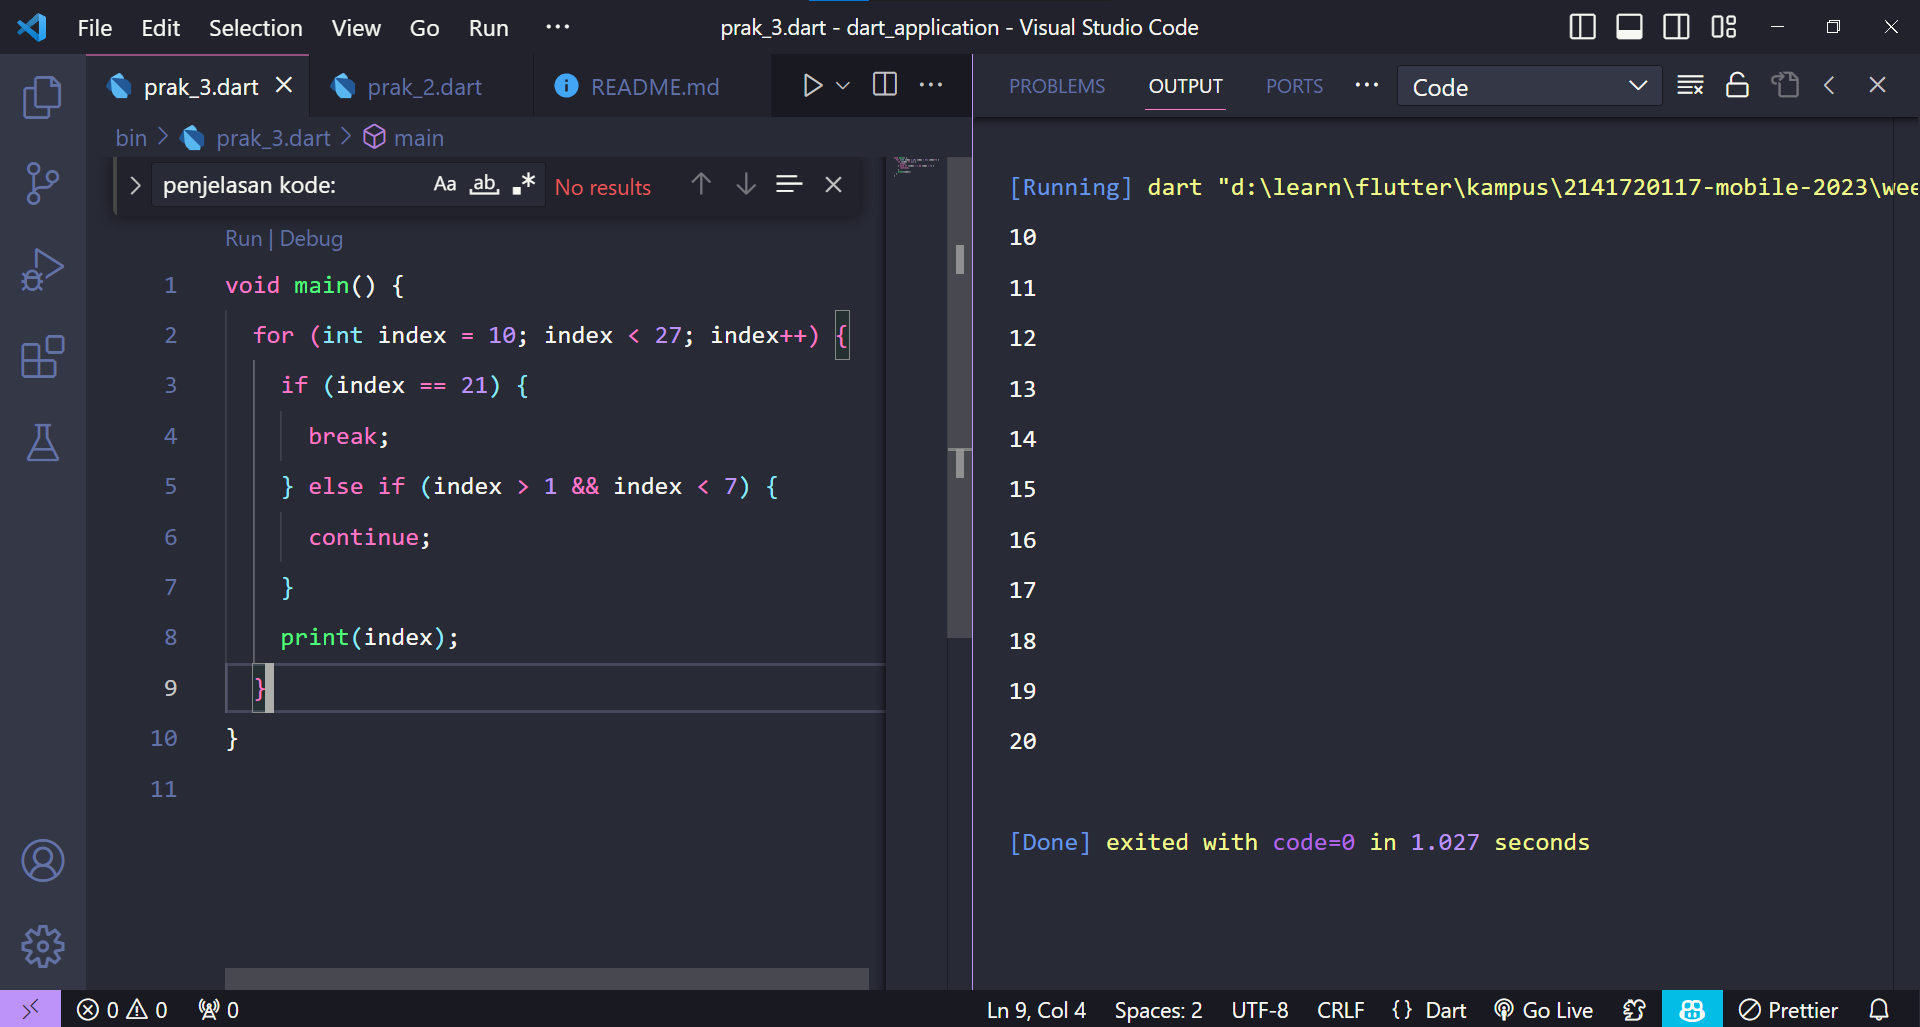 File Edit Selection View Go Run ···
prak_3.dart - dart_application - Visual Studio Code
prak_3.dart
prak_2.dart
README.md
bin > prak_3.dart > main
penjelasan kode:
Aa ab .*
No results
Run | Debug
1 void main() {
2 for (int index = 10; index < 27; index++) {
3 if (index == 21) {
4 break;
5 } else if (index > 1 && index < 7) {
6 continue;
7 }
8 print(index);
9 }
10 }
11
PROBLEMS OUTPUT PORTS ··· Code
[Running] dart "d:\learn\flutter\kampus\2141720117-mobile-2023\wee
10
11
12
13
14
15
16
17
18
19
20
[Done] exited with code=0 in 1.027 seconds
0 0 0
Ln 9, Col 4 Spaces: 2 UTF-8 CRLF {} Dart Go Live Prettier